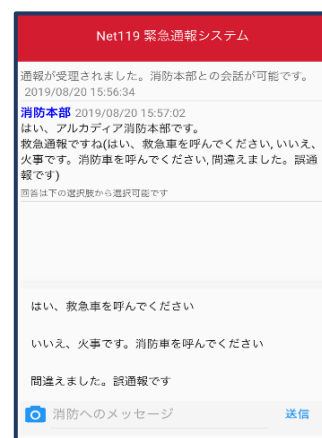 Net119 緊急通報システム
通報が受理されました。消防本部との会話が可能です。
2019/08/20 15:56:34
消防本部 2019/08/20 15:57:02
はい、アルカディア消防本部です。
救急通報ですね(はい、救急車を呼んでください, いいえ、
火事です。消防車を呼んでください, 間違えました。誤通
報です)
回答は下の選択肢から選択可能です
はい、救急車を呼んでください
いいえ、火事です。消防車を呼んでください
間違えました。誤通報です
消防へのメッセージ
送信